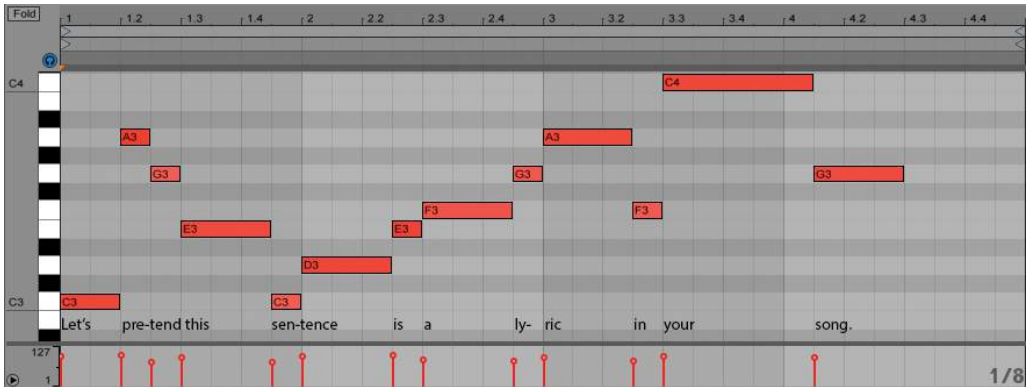 Fold
1 1.2 1.3 1.4 2 2.2 2.3 2.4 3 3.2 3.3 3.4 4 4.2 4.3 4.4
C4 C4
A3 A3
G3 G3 G3
F3 F3
E3 E3
D3
C3 C3 C3
Let's pre-tend this sen-tence is a ly- ric in your song.
127
1 1/8